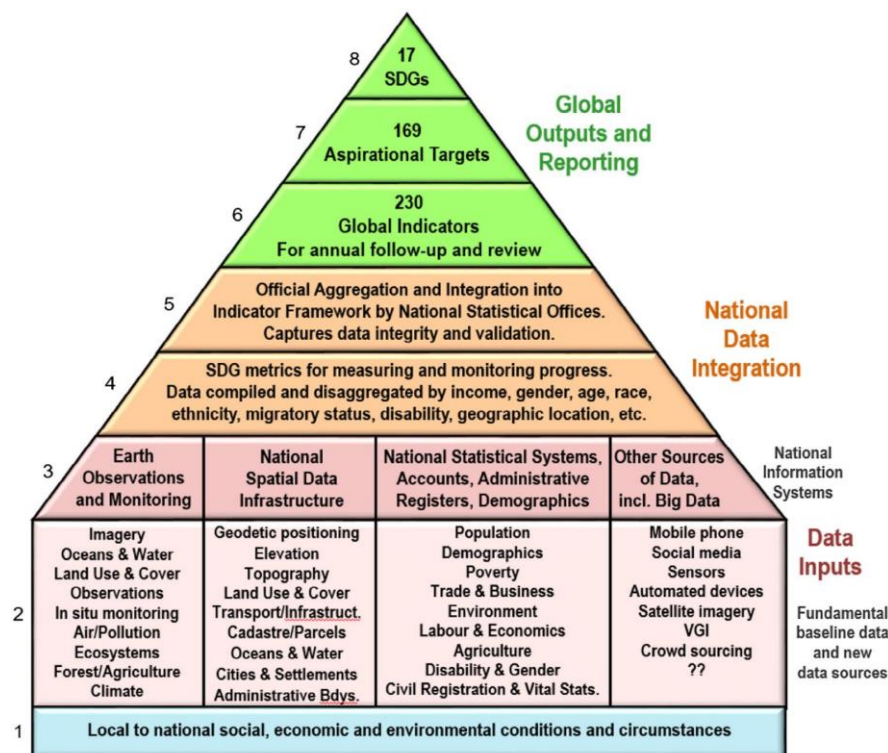 8
17
SDGs
7
169
Aspirational Targets
Global
Outputs and
Reporting
6
230
Global Indicators
For annual follow-up and review
5
Official Aggregation and Integration into
Indicator Framework by National Statistical Offices.
Captures data integrity and validation.
National
Data
Integration
4
SDG metrics for measuring and monitoring progress.
Data compiled and disaggregated by income, gender, age, race,
ethnicity, migratory status, disability, geographic location, etc.
3
Earth
Observations
and Monitoring
National
Spatial Data
Infrastructure
National Statistical Systems,
Accounts, Administrative
Registers, Demographics
Other Sources
of Data,
incl. Big Data
National
Information
Systems
2
Imagery
Oceans & Water
Land Use & Cover
Observations
In situ monitoring
Air/Pollution
Ecosystems
Forest/Agriculture
Climate
Geodetic positioning
Elevation
Topography
Land Use & Cover
Transport/Infrastruct.
Cadastre/Parcels
Oceans & Water
Cities & Settlements
Administrative Bdys.
Population
Demographics
Poverty
Trade & Business
Environment
Labour & Economics
Agriculture
Disability & Gender
Civil Registration & Vital Stats.
Mobile phone
Social media
Sensors
Automated devices
Satellite imagery
VGI
Crowd sourcing
??
Data
Inputs
Fundamental
baseline data
and new
data sources
1
Local to national social, economic and environmental conditions and circumstances